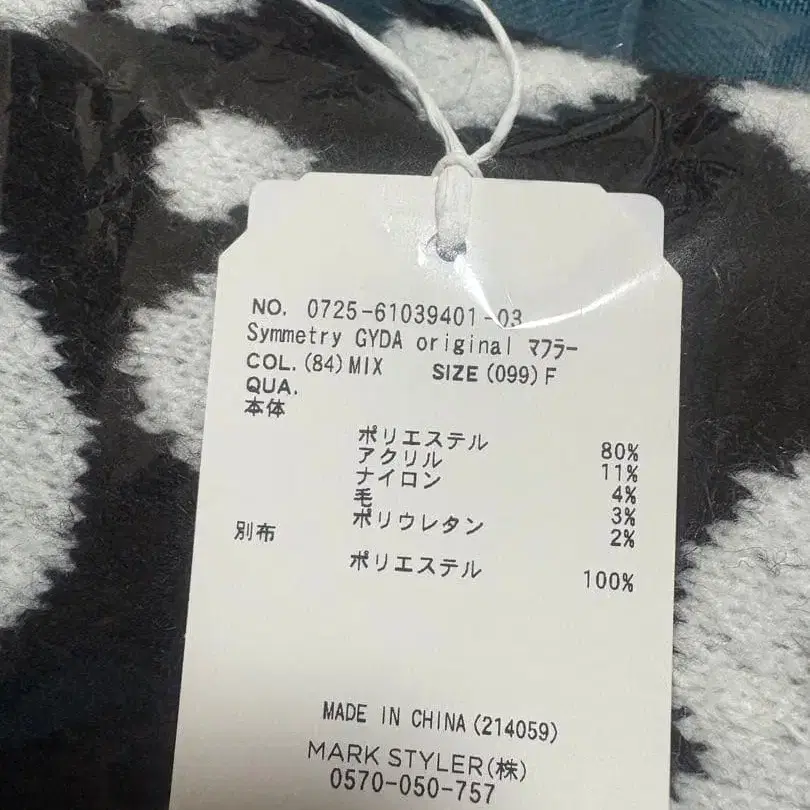 NO. 0725-61039401-03
Symmetry GYDA original マフラー
COL.(84)MIX SIZE(099)F
QUA.
本体
ポリエステル 80%
アクリル 11%
ナイロン 4%
毛 3%
ポリウレタン 2%
別布
ポリエステル 100%
MADE IN CHINA(214059)
MARK STYLER(株)
0570-050-757